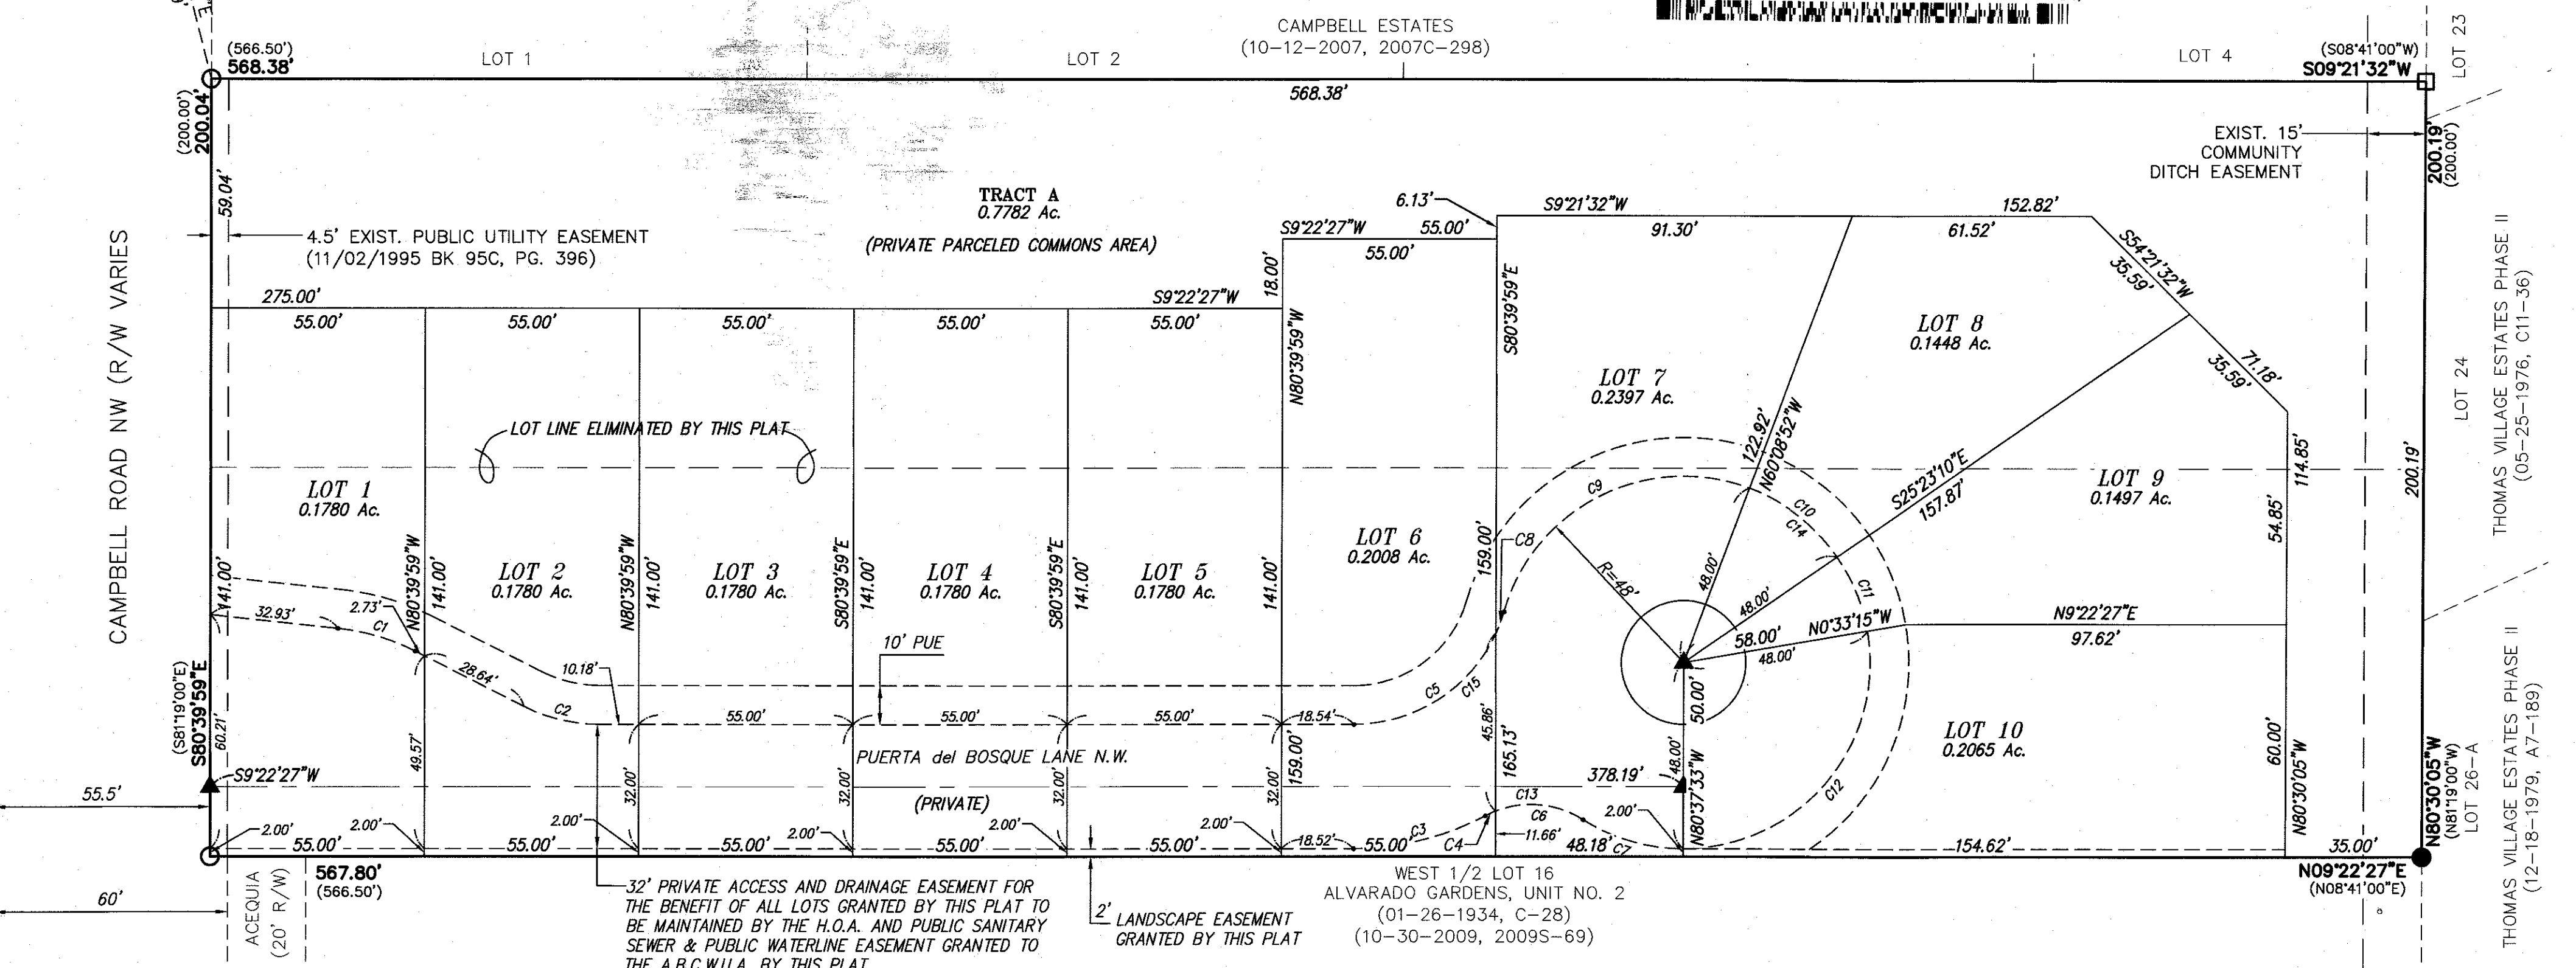 CAMPBELL ESTATES
(10-12-2007, 2007C-298)
LOT 1
LOT 2
LOT 4
LOT 23
(566.50')
568.38'
568.38'
(S08°41'00"W)
S09°21'32"W
(200.00')
200.04'
59.04'
4.5' EXIST. PUBLIC UTILITY EASEMENT
(11/02/1995 BK 95C, PG. 396)
TRACT A
0.7782 Ac.
(PRIVATE PARCELED COMMONS AREA)
EXIST. 15'
COMMUNITY
DITCH EASEMENT
200.19'
(200.00')
6.13'
S9°21'32"W
152.82'
91.30'
61.52'
S9°22'27"W
55.00'
55.00'
18.00'
S54°21'32"W
35.59'
71.18'
35.59'
275.00'
S9°22'27"W
55.00'
55.00'
55.00'
55.00'
55.00'
CAMPBELL ROAD NW (R/W VARIES
N80°39'59"W
S80°39'59"E
LOT 7
0.2397 Ac.
LOT 8
0.1448 Ac.
LOT 24
THOMAS VILLAGE ESTATES PHASE II
(05-25-1976, C11-36)
LOT LINE ELIMINATED BY THIS PLAT
122.92'
N60°08'52"W
S25°23'10"E
157.87'
LOT 9
0.1497 Ac.
114.85'
54.85'
200.19'
LOT 1
0.1780 Ac.
LOT 2
0.1780 Ac.
LOT 3
0.1780 Ac.
LOT 4
0.1780 Ac.
LOT 5
0.1780 Ac.
LOT 6
0.2008 Ac.
141.00'
N80°39'59"W
141.00'
N80°39'59"W
141.00'
S80°39'59"E
141.00'
S80°39'59"E
141.00'
141.00'
159.00'
C8
C9
C10
C14
C11
R=48'
48.00'
48.00'
58.00'
48.00'
N0°33'15"W
N9°22'27"E
97.62'
32.93'
C1
2.73'
28.64'
C2
10.18'
10' PUE
55.00'
55.00'
55.00'
18.54'
C5
C15
45.86'
165.13'
50.00'
48.00'
N80°37'33"W
LOT 10
0.2065 Ac.
60.00'
N80°30'05"W
(S81°19'00"E)
S80°39'59"E
60.21'
49.57'
PUERTA del BOSQUE LANE N.W.
(PRIVATE)
S9°22'27"W
32.00'
32.00'
32.00'
32.00'
159.00'
378.19'
C13
C6
C12
2.00'
2.00'
2.00'
2.00'
2.00'
2.00'
2.00'
55.00'
55.00'
55.00'
55.00'
55.00'
18.52'
55.00'
C3
C4
11.66'
48.18'
C7
154.62'
35.00'
55.5'
60'
567.80'
(566.50')
ACEQUIA
(20' R/W)
N80°30'05"W
(N81°19'00"W)
LOT 26-A
THOMAS VILLAGE ESTATES PHASE II
(12-18-1979, A7-189)
N09°22'27"E
(N08°41'00"E)
32' PRIVATE ACCESS AND DRAINAGE EASEMENT FOR
THE BENEFIT OF ALL LOTS GRANTED BY THIS PLAT TO
BE MAINTAINED BY THE H.O.A. AND PUBLIC SANITARY
SEWER & PUBLIC WATERLINE EASEMENT GRANTED TO
THE A.B.C.W.U.A. BY THIS PLAT
2'
LANDSCAPE EASEMENT
GRANTED BY THIS PLAT
WEST 1/2 LOT 16
ALVARADO GARDENS, UNIT NO. 2
(01-26-1934, C-28)
(10-30-2009, 2009S-69)